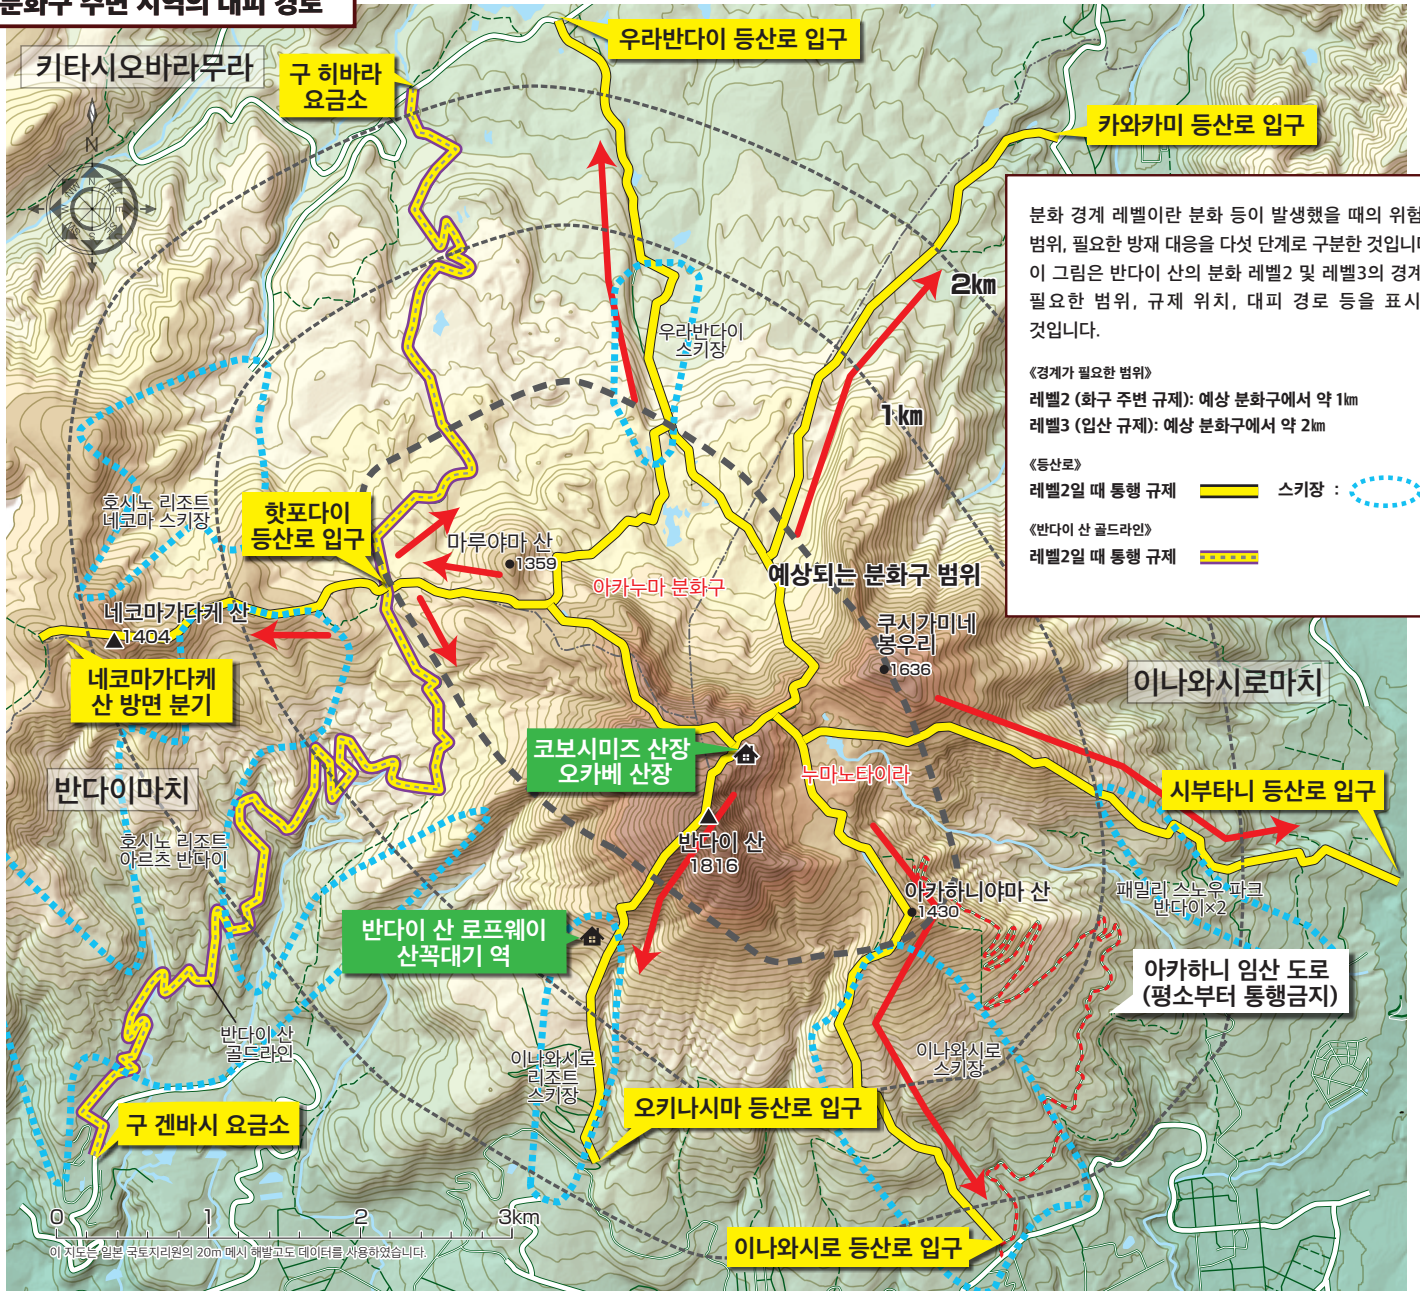 분화구 주변 지역의 대피 경로
키타시오바라무라
구 히바라
요금소
우라반다이 등산로 입구
카와카미 등산로 입구
N
분화 경계 레벨이란 분화 등이 발생했을 때의 위험
범위, 필요한 방재 대응을 다섯 단계로 구분한 것입니다
이 그림은 반다이 산의 분화 레벨2 및 레벨3의 경계
필요한 범위, 규제 위치, 대피 경로 등을 표시
것입니다.
《경계가 필요한 범위》
레벨2 (화구 주변 규제): 예상 분화구에서 약 1㎞
레벨3 (입산 규제): 예상 분화구에서 약 2㎞
《등산로》
레벨2일 때 통행 규제
스키장 :
《반다이 산 골드라인》
레벨2일 때 통행 규제
2㎞
1㎞
우라반다이
스키장
호시노 리조트
네코마 스키장
핫포다이
등산로 입구
마루야마 산
1359
아카누마 분화구
예상되는 분화구 범위
네코마가다케 산
1404
쿠시가미네
봉우리
1636
네코마가다케
산 방면 분기
이나와시로마치
코보시미즈 산장
오카베 산장
누마노타이라
반다이마치
시부타니 등산로 입구
호시노 리조트
아르츠 반다이
반다이 산
1816
아카하니야마 산
1430
패밀리 스노우 파크
반다이×2
반다이 산 로프웨이
산꼭대기 역
아카하니 임산 도로
(평소부터 통행금지)
반다이 산
골드라인
이나와시로
리조트
스키장
이나와시로
스키장
오키나시마 등산로 입구
구 겐바시 요금소
0 1 2 3km
이 지도는 일본 국토지리원의 20m 메시 해발고도 데이터를 사용하였습니다.
이나와시로 등산로 입구